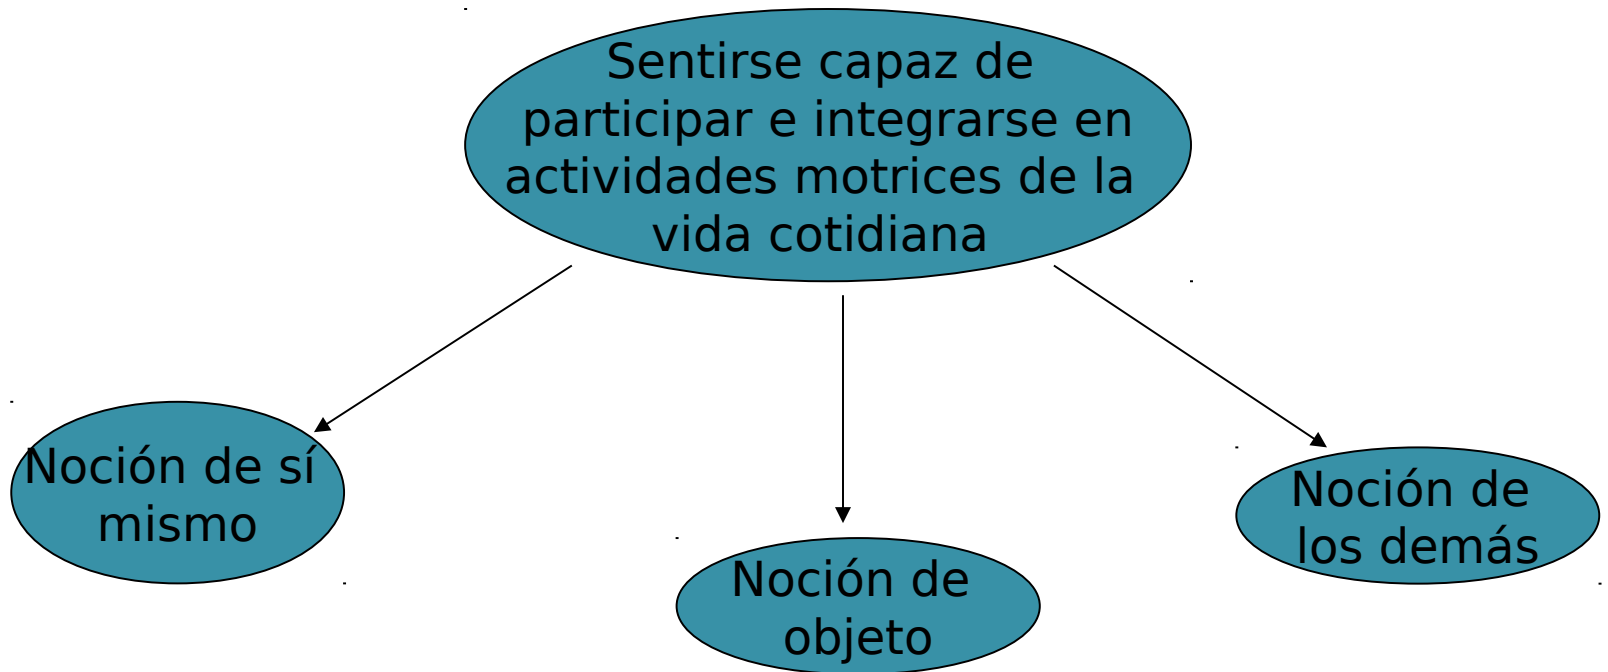 Sentirse capaz de
participar e integrarse en
actividades motrices de la
vida cotidiana
Noción de sí
mismo
Noción de
objeto
Noción de
los demás